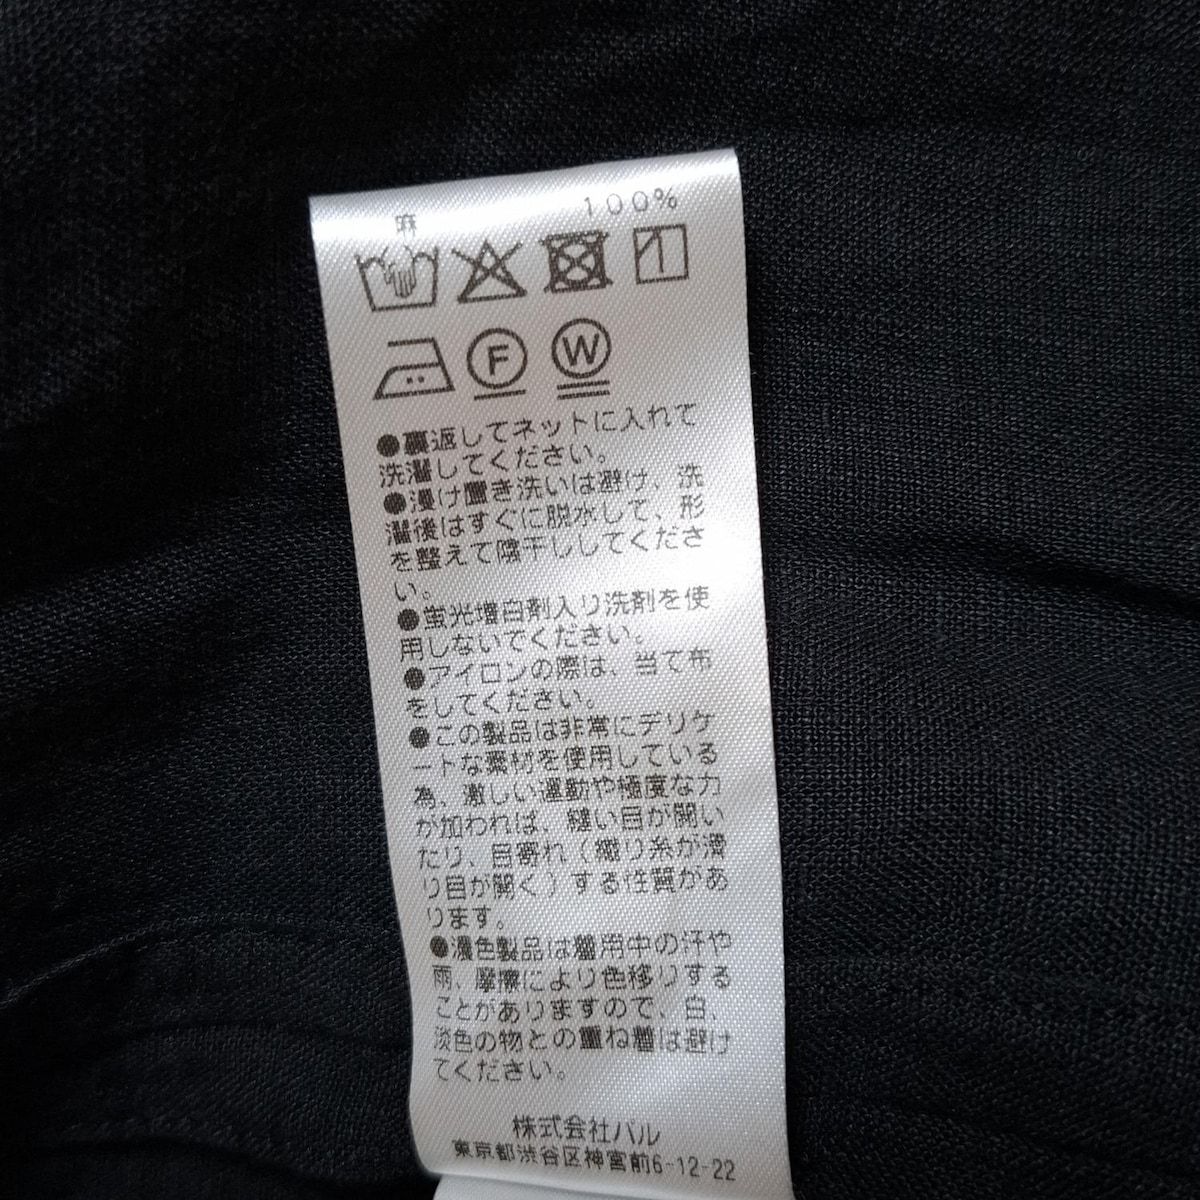 麻 100%
F W
●裏返してネットに入れて
洗濯してください。
●浸け置き洗いは避け、洗
濯後はすぐに脱水して、形
を整えて陰干ししてくださ
い。
●蛍光増白剤入り洗剤を使
用しないでください。
●アイロンの際は、当て布
をしてください。
●この製品は非常にデリケ
ートな素材を使用している
為、激しい運動や極度な力
が加われば、縫い目が開い
たり、目寄れ（織り糸が滑
り目が開く）する性質があ
ります。
●濃色製品は着用中の汗や
雨、摩擦により色移りする
ことがありますので、白、
淡色の物との重ね着は避け
てください。
株式会社パル
東京都渋谷区神宮前6-12-22